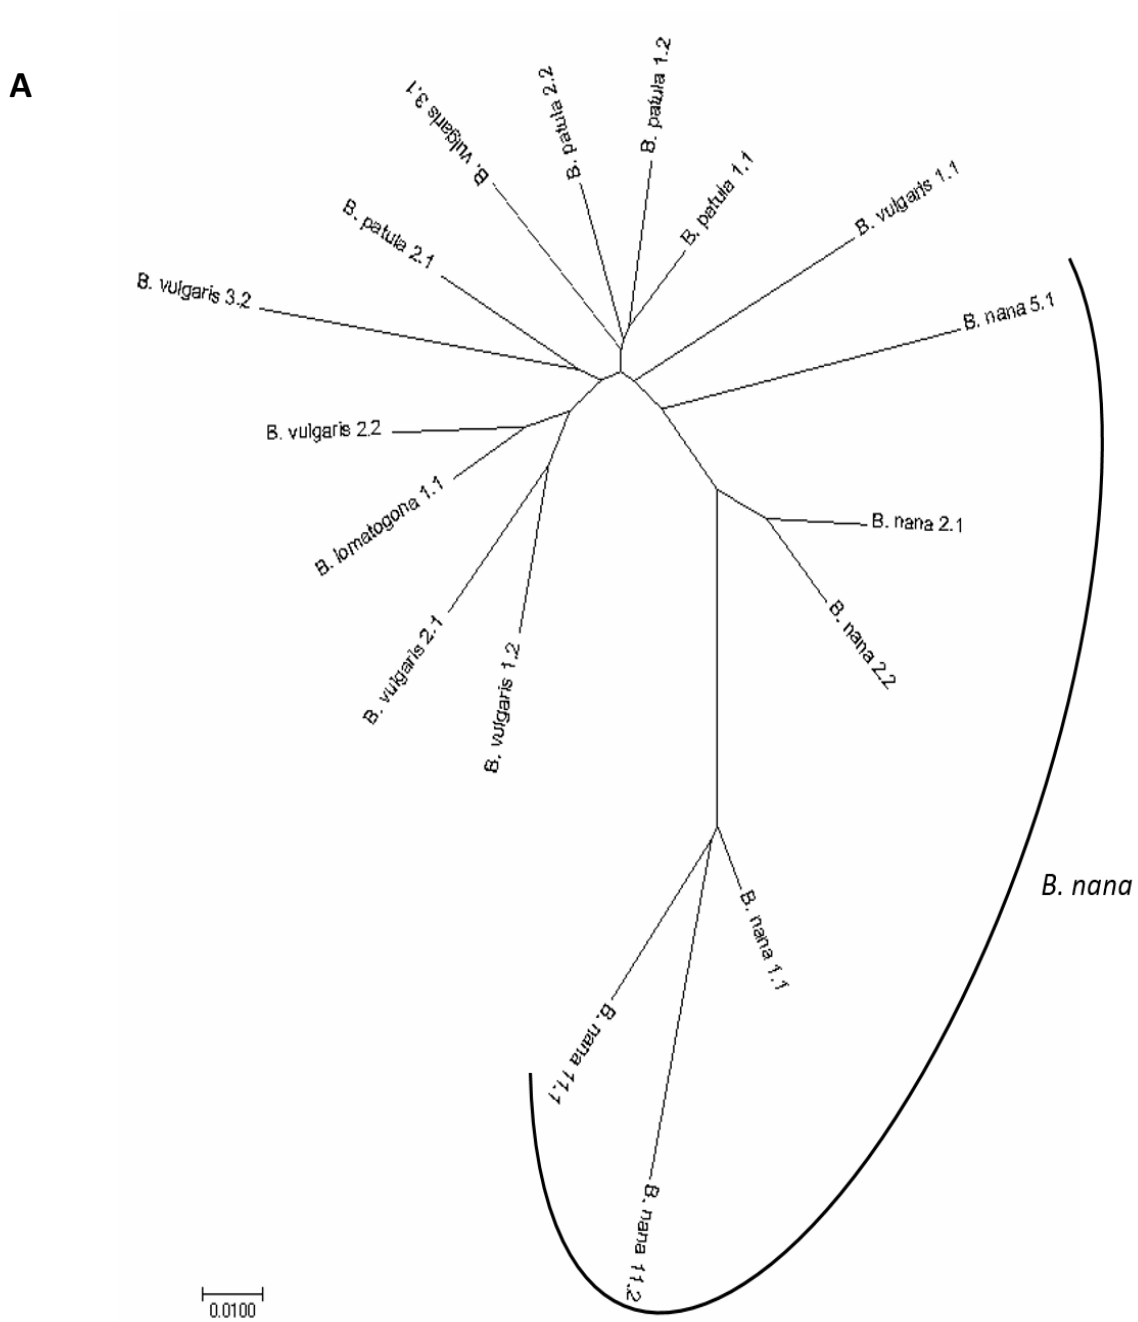 A
B. patula 1.2
B. patula 2.2
B. vulgaris 3.1
B. patula 1.1
B. vulgaris 1.1
B. patula 2.1
B. vulgaris 3.2
B. nana 5.1
B. vulgaris 2.2
B. lomatogona 1.1
B. nana 2.1
B. nana 2.2
B. vulgaris 2.1
B. vulgaris 1.2
B. nana
B. nana 1.1
B. nana 11.1
B. nana 11.2
0.0100